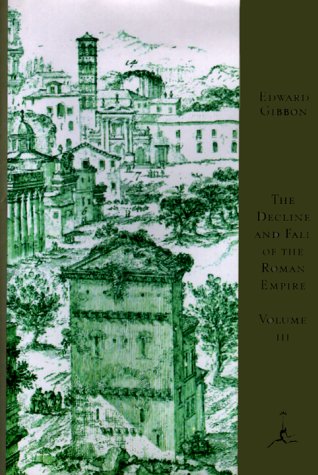 EDWARD
GIBBON
THE
DECLINE
AND FALL
OF THE
ROMAN
EMPIRE
VOLUME
III